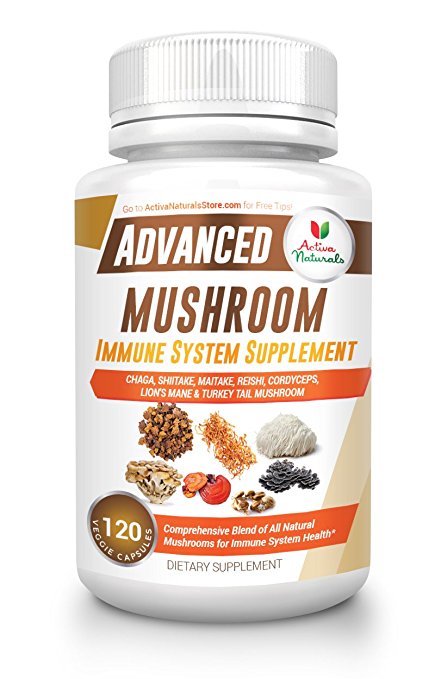 Go to ActivaNaturalsStore.com for Free Tips!
ADVANCED
Activa
Naturals
MUSHROOM
IMMUNE SYSTEM SUPPLEMENT
CHAGA, SHIITAKE, MAITAKE, REISHI, CORDYCEPS,
LION'S MANE & TURKEY TAIL MUSHROOM
120
VEGGIE CAPSULES
Comprehensive Blend of All Natural
Mushrooms for Immune System Health*
DIETARY SUPPLEMENT